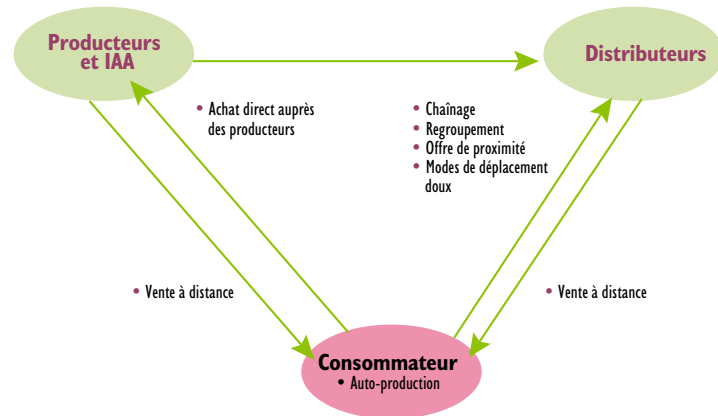 Producteurs
et IAA
Distributeurs
• Achat direct auprès
des producteurs
• Chaînage
• Regroupement
• Offre de proximité
• Modes de déplacement
doux
• Vente à distance
• Vente à distance
Consommateur
• Auto-production